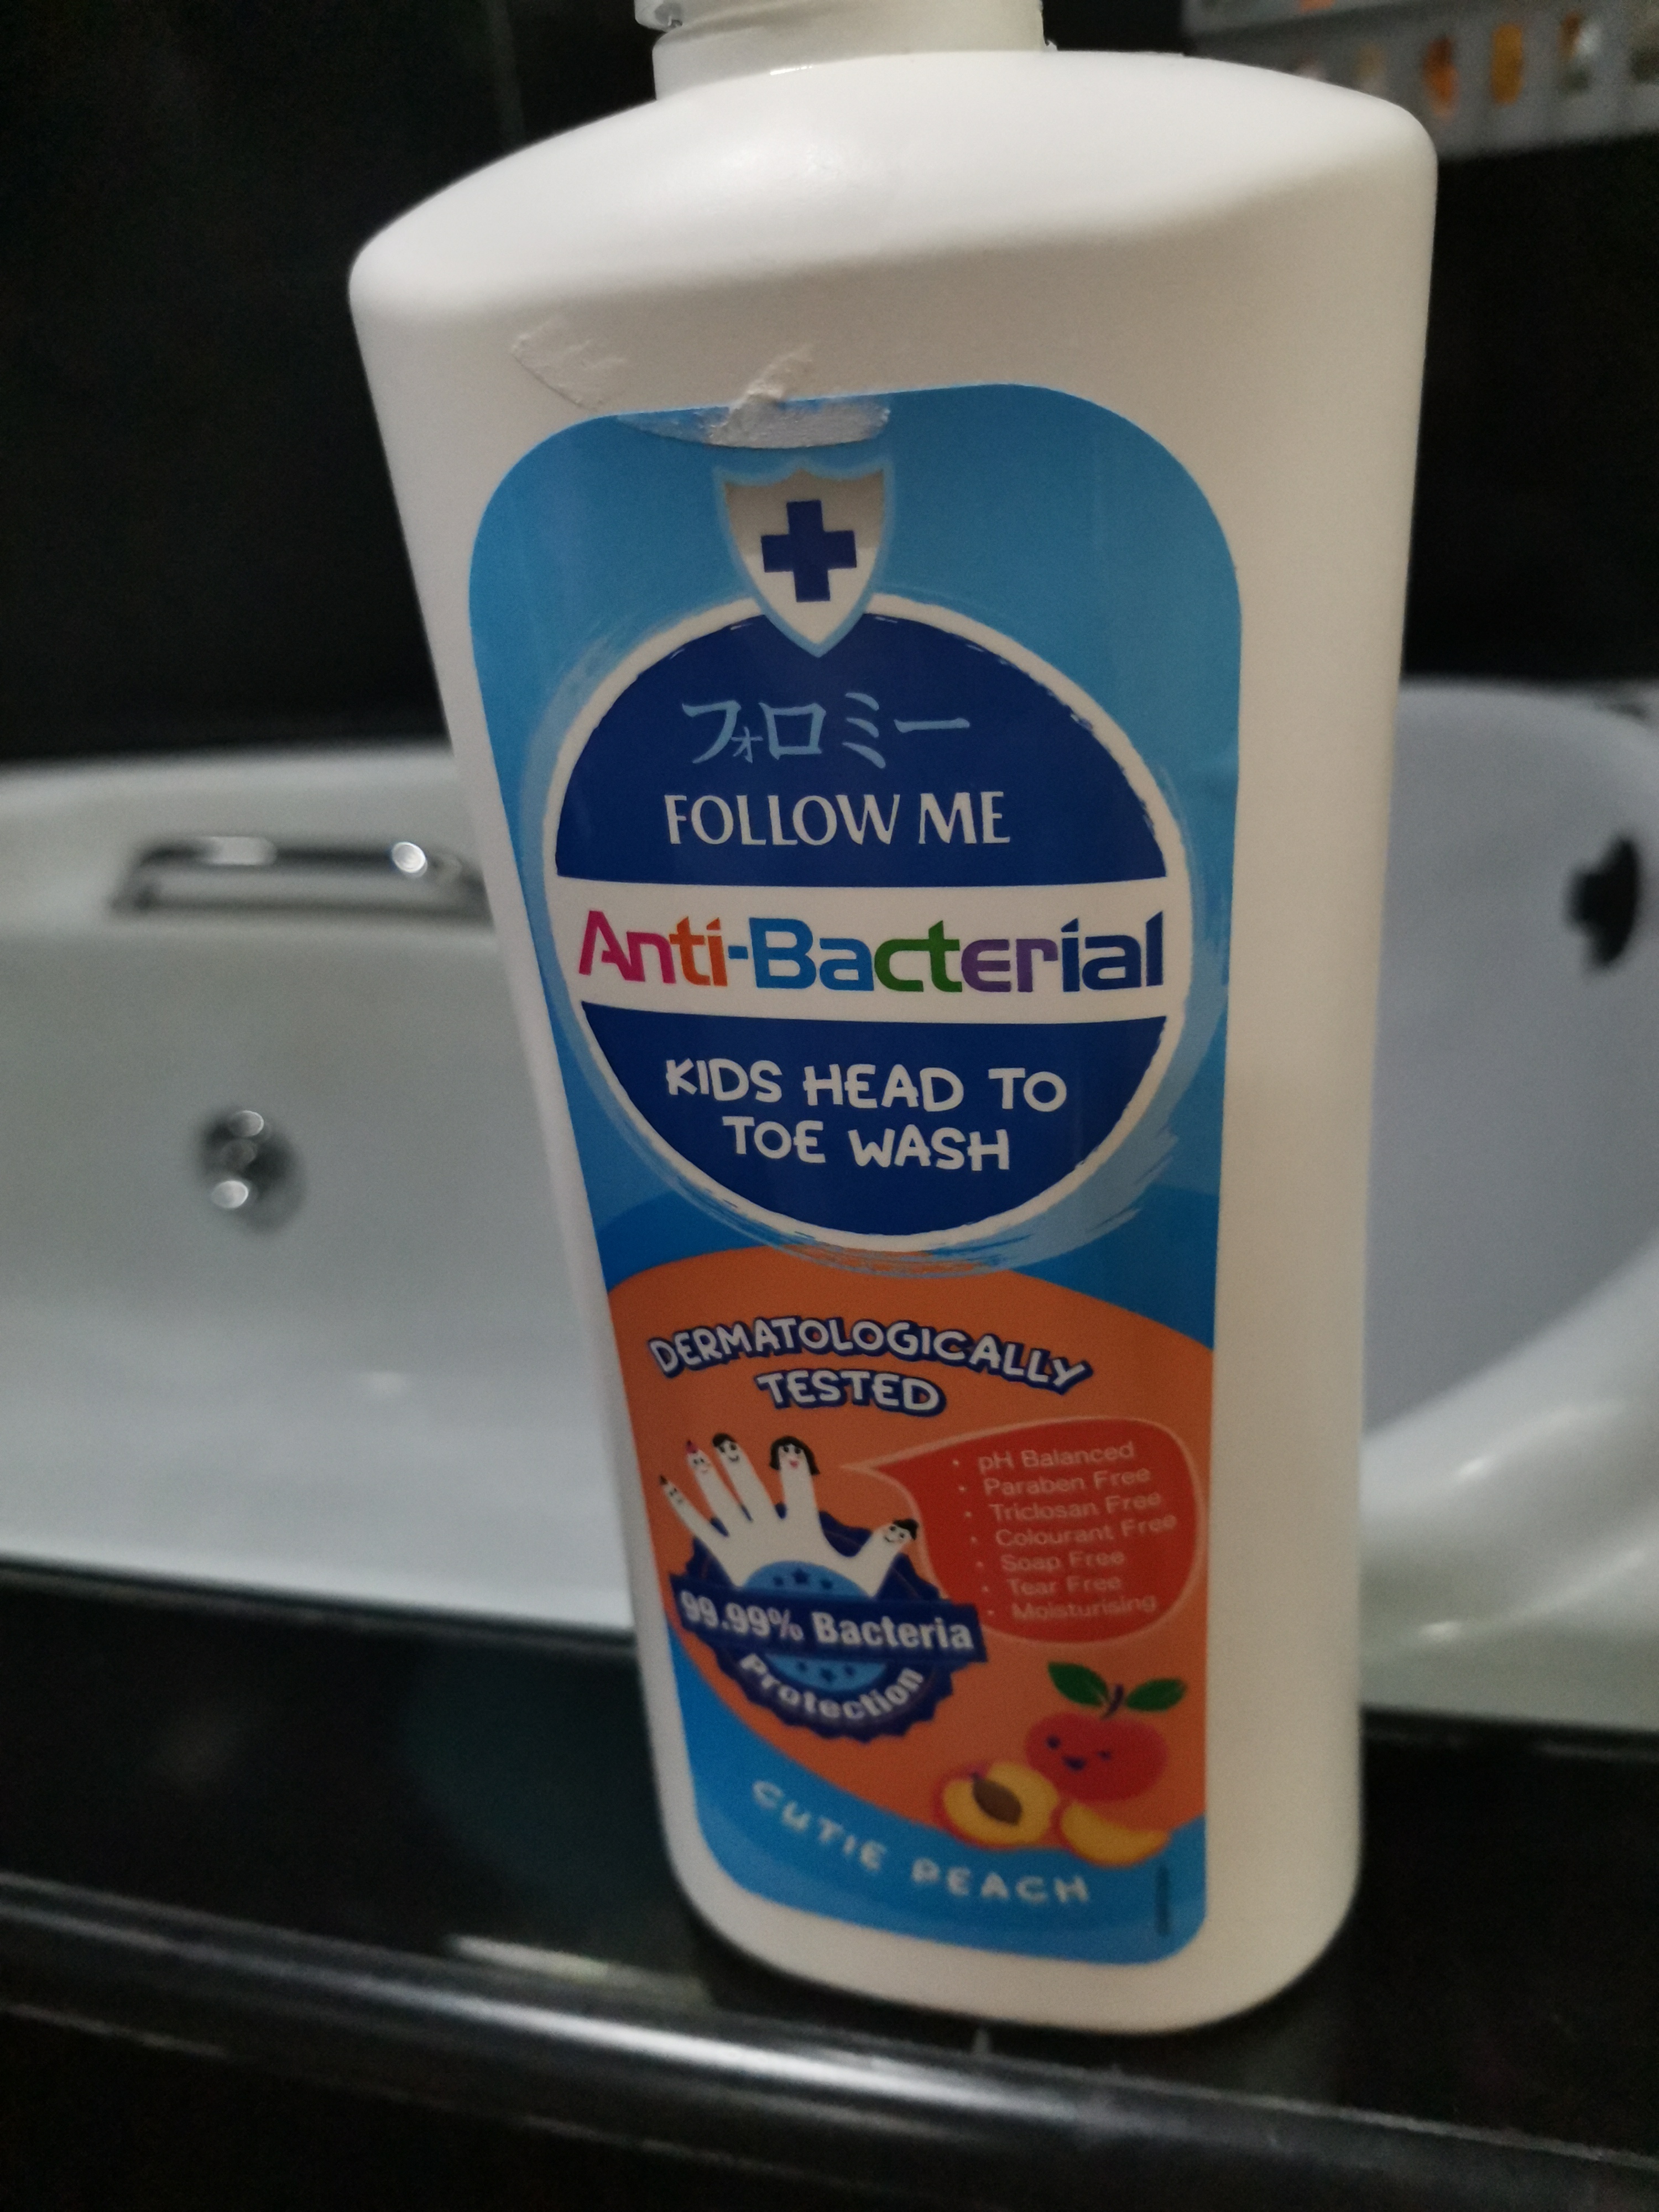 フォロミー
FOLLOW ME
Anti-Bacterial
KIDS HEAD TO
TOE WASH
DERMATOLOGICALLY
TESTED
• pH Balanced
• Paraben Free
• Triclosan Free
• Colourant Free
• Soap Free
• Tear Free
• Moisturising
99.99% Bacteria
Protection
CUTIE PEACH